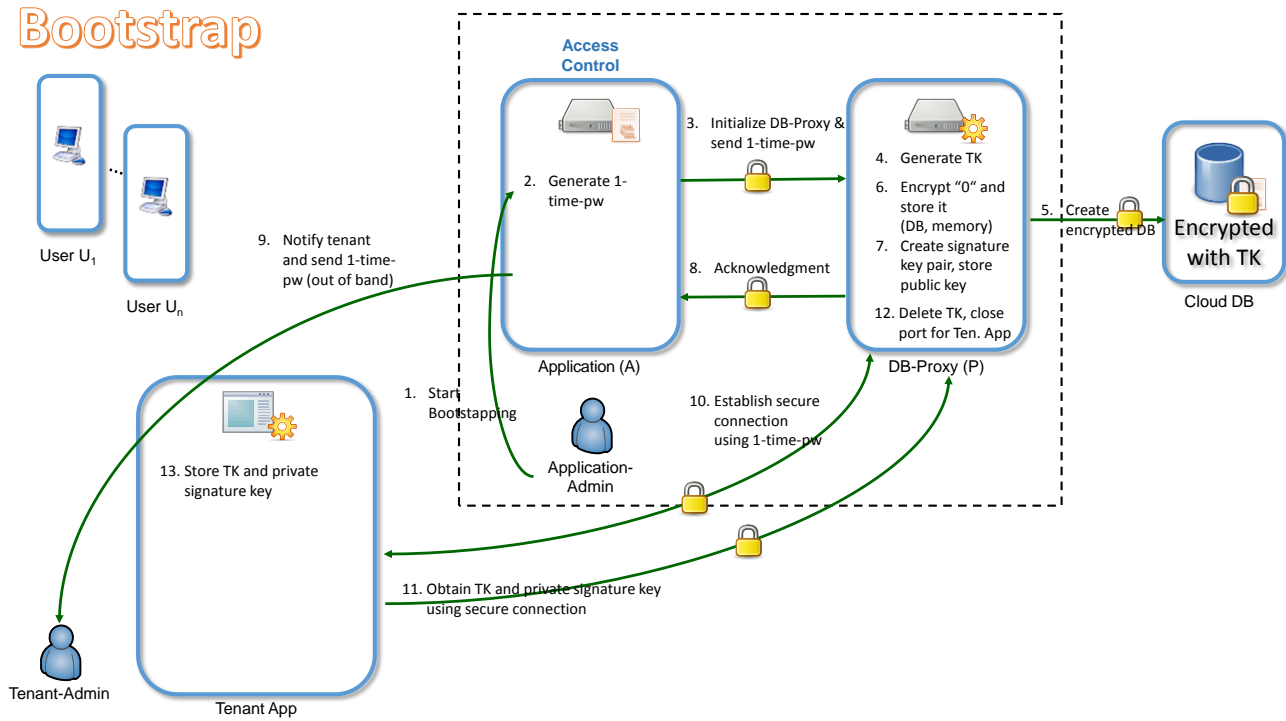 Bootstrap
Access
Control
3. Initialize DB-Proxy &
send 1-time-pw
2. Generate 1-
time-pw
4. Generate TK
6. Encrypt “0“ and
store it
(DB, memory)
7. Create signature
key pair, store
public key
12. Delete TK, close
port for Ten. App
5. Create
encrypted DB
Encrypted
with TK
Cloud DB
...
User U1
User Un
9. Notify tenant
and send 1-time-
pw (out of band)
8. Acknowledgment
Application (A)
DB-Proxy (P)
1. Start
Bootstapping
10. Establish secure
connection
using 1-time-pw
Application-
Admin
13. Store TK and private
signature key
11. Obtain TK and private signature key
using secure connection
Tenant-Admin
Tenant App